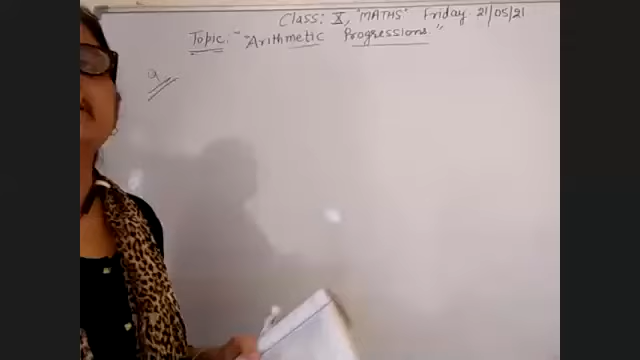 Class: X, "MATHS" Friday 21/05/21
Topic:- "Arithmetic Progressions."